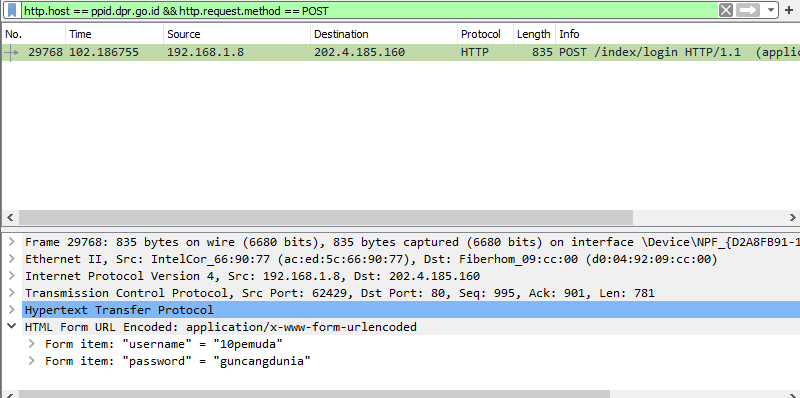 http.host == ppid.dpr.go.id && http.request.method == POST
No. Time Source Destination Protocol Length Info
29768 102.186755 192.168.1.8 202.4.185.160 HTTP 835 POST /index/login HTTP/1.1 (applic
Frame 29768: 835 bytes on wire (6680 bits), 835 bytes captured (6680 bits) on interface \Device\NPF_{D2A8FB91-1
Ethernet II, Src: IntelCor_66:90:77 (ac:ed:5c:66:90:77), Dst: Fiberhom_09:cc:00 (d0:04:92:09:cc:00)
Internet Protocol Version 4, Src: 192.168.1.8, Dst: 202.4.185.160
Transmission Control Protocol, Src Port: 62429, Dst Port: 80, Seq: 995, Ack: 901, Len: 781
Hypertext Transfer Protocol
HTML Form URL Encoded: application/x-www-form-urlencoded
Form item: "username" = "10pemuda"
Form item: "password" = "guncangdunia"